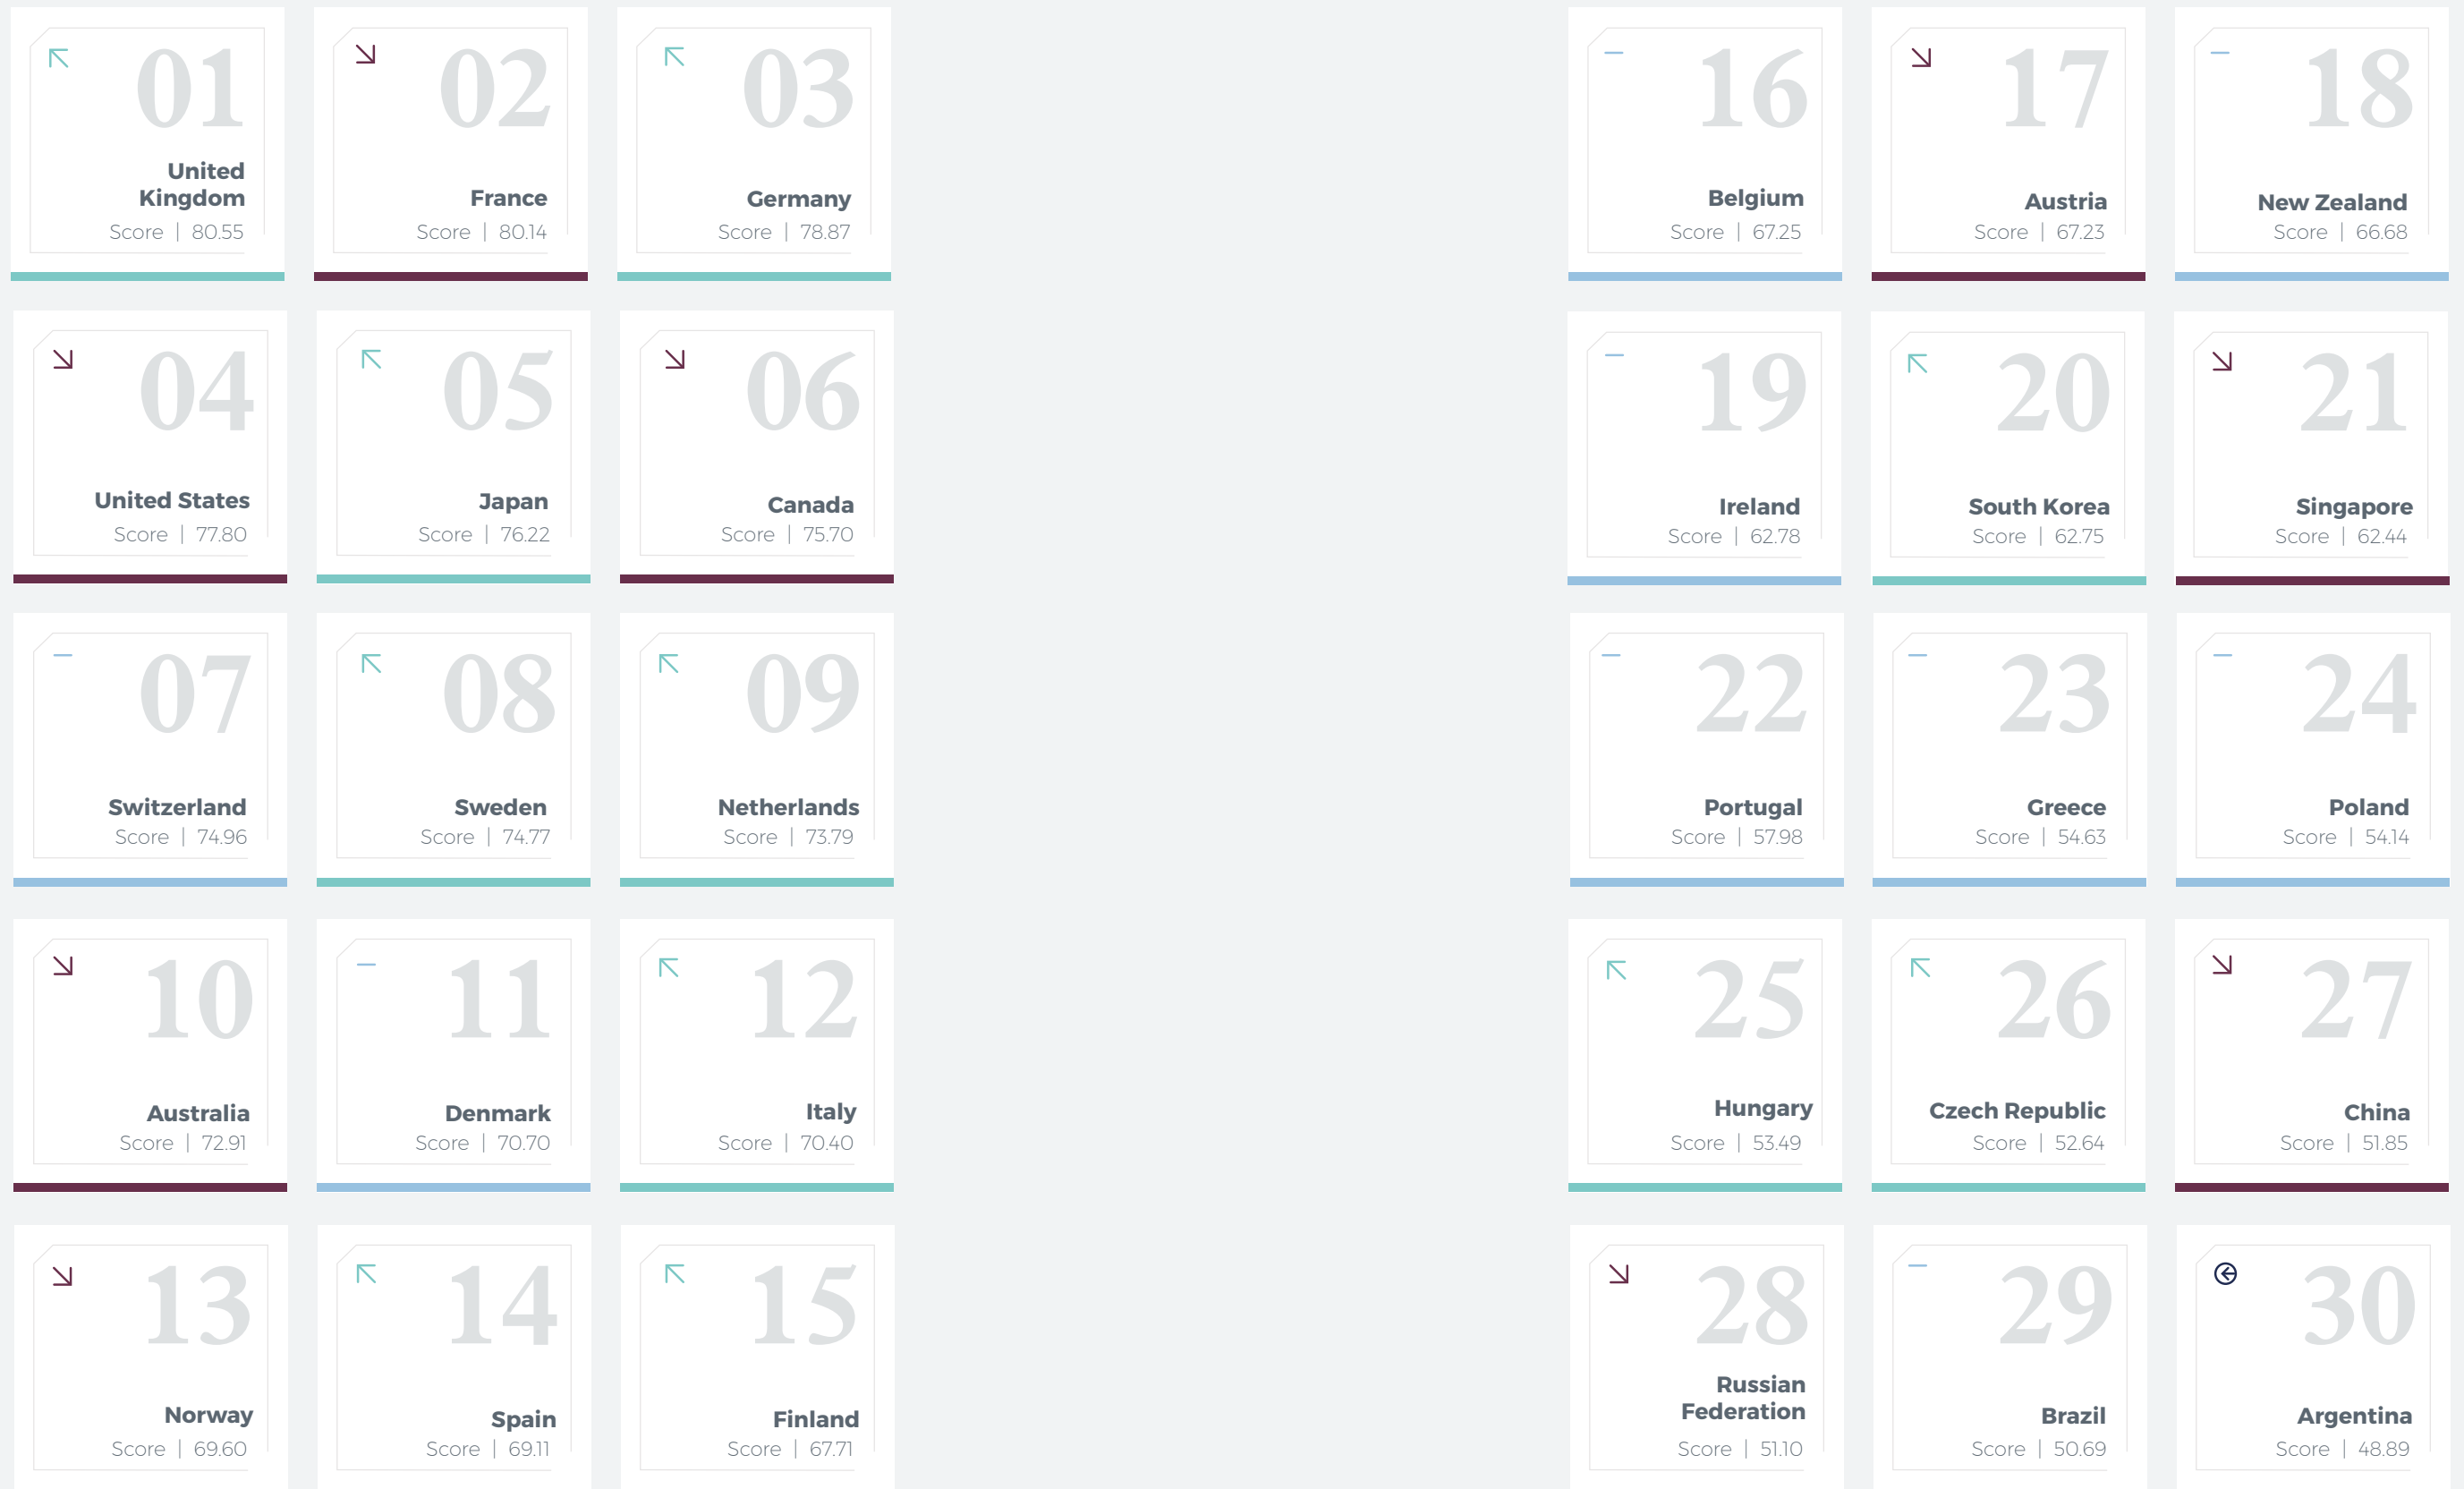 01
United
Kingdom
Score | 80.55
02
France
Score | 80.14
03
Germany
Score | 78.87
04
United States
Score | 77.80
05
Japan
Score | 76.22
06
Canada
Score | 75.70
07
Switzerland
Score | 74.96
08
Sweden
Score | 74.77
09
Netherlands
Score | 73.79
10
Australia
Score | 72.91
11
Denmark
Score | 70.70
12
Italy
Score | 70.40
13
Norway
Score | 69.60
14
Spain
Score | 69.11
15
Finland
Score | 67.71
16
Belgium
Score | 67.25
17
Austria
Score | 67.23
18
New Zealand
Score | 66.68
19
Ireland
Score | 62.78
20
South Korea
Score | 62.75
21
Singapore
Score | 62.44
22
Portugal
Score | 57.98
23
Greece
Score | 54.63
24
Poland
Score | 54.14
25
Hungary
Score | 53.49
26
Czech Republic
Score | 52.64
27
China
Score | 51.85
28
Russian
Federation
Score | 51.10
29
Brazil
Score | 50.69
30
Argentina
Score | 48.89